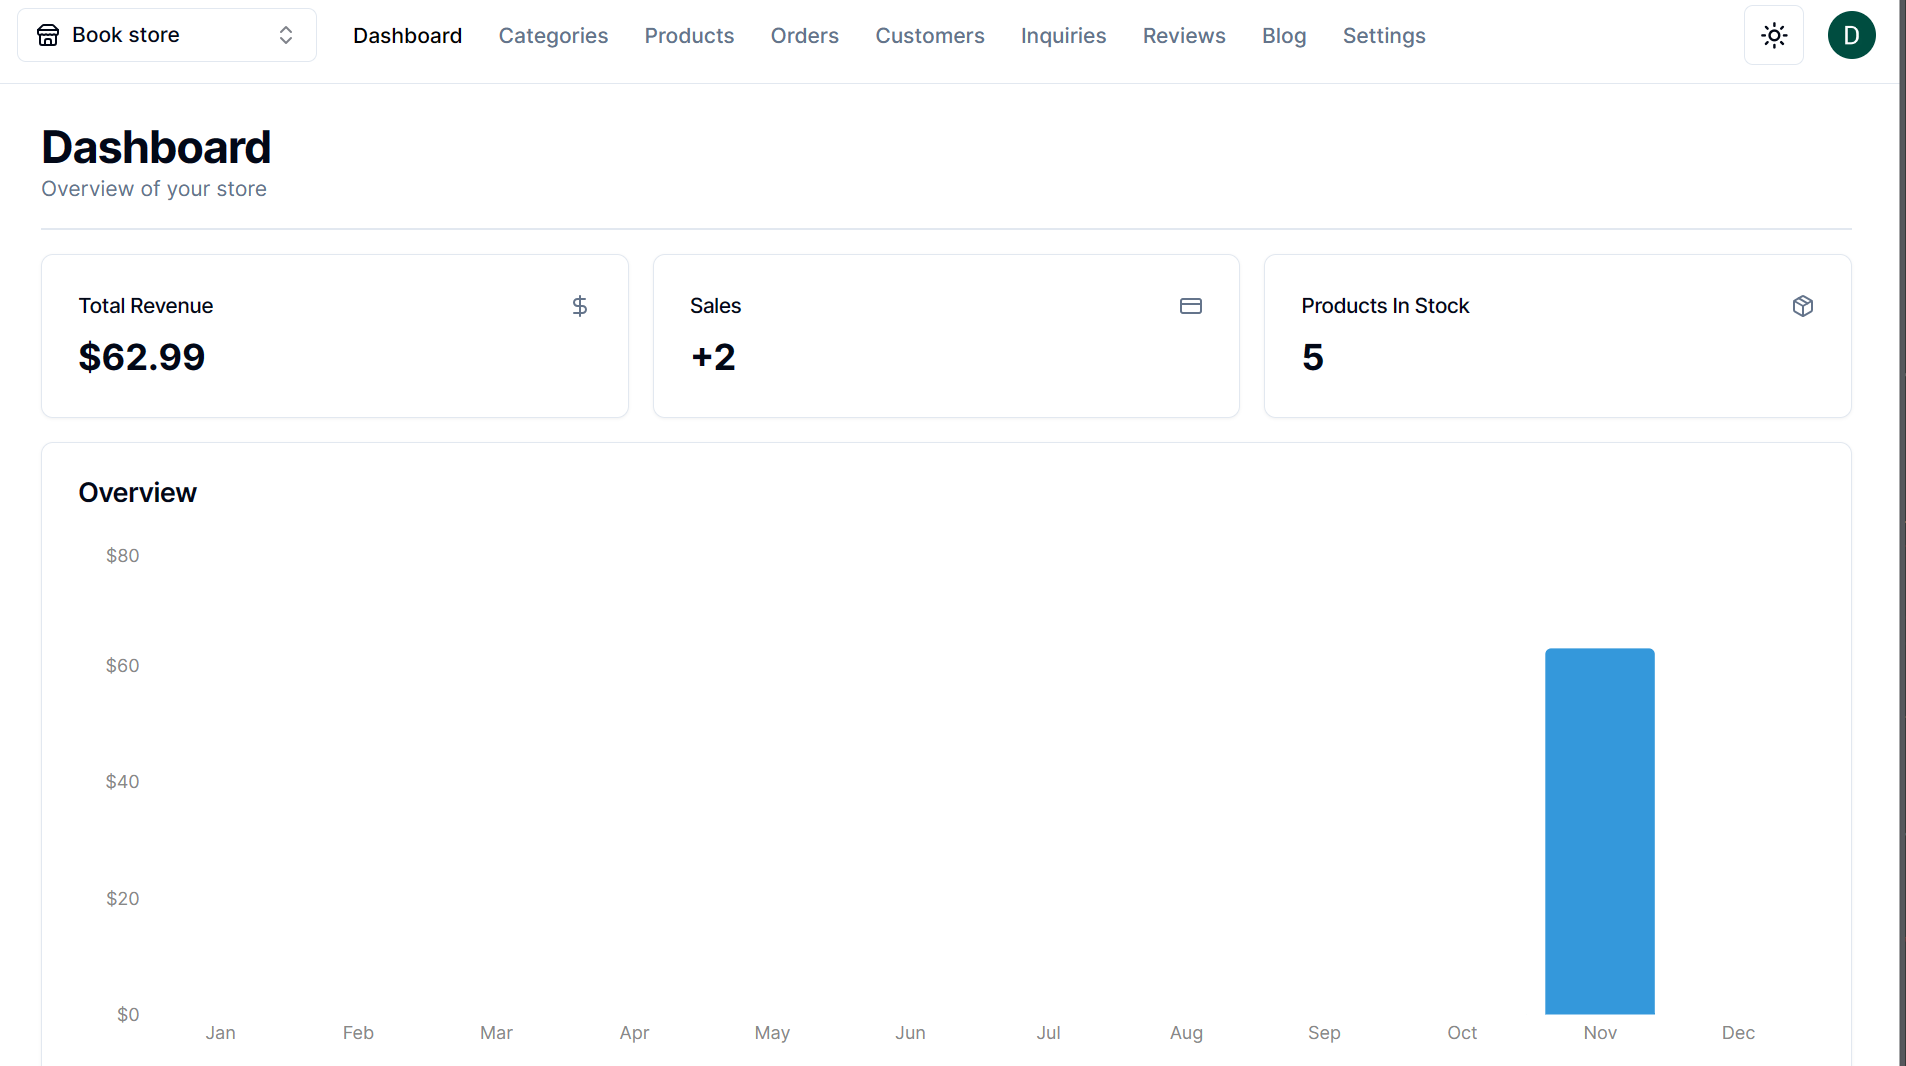 Book store
Dashboard Categories Products Orders Customers Inquiries Reviews Blog Settings
D
Dashboard
Overview of your store
Total Revenue
$62.99
Sales
+2
Products In Stock
5
Overview
$80
$60
$40
$20
$0
Jan Feb Mar Apr May Jun Jul Aug Sep Oct Nov Dec